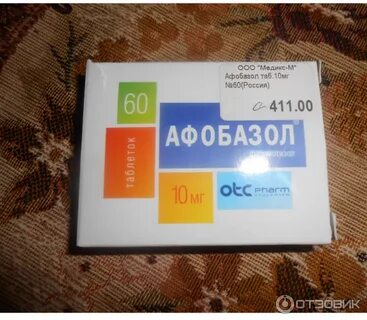 ООО "Медикс-М"
Афобазол таб.10мг
№60(Россия)
411.00
60
таблеток
АФОБАЗОЛ®
10 мг
otc pharm
ОТЗОВИК